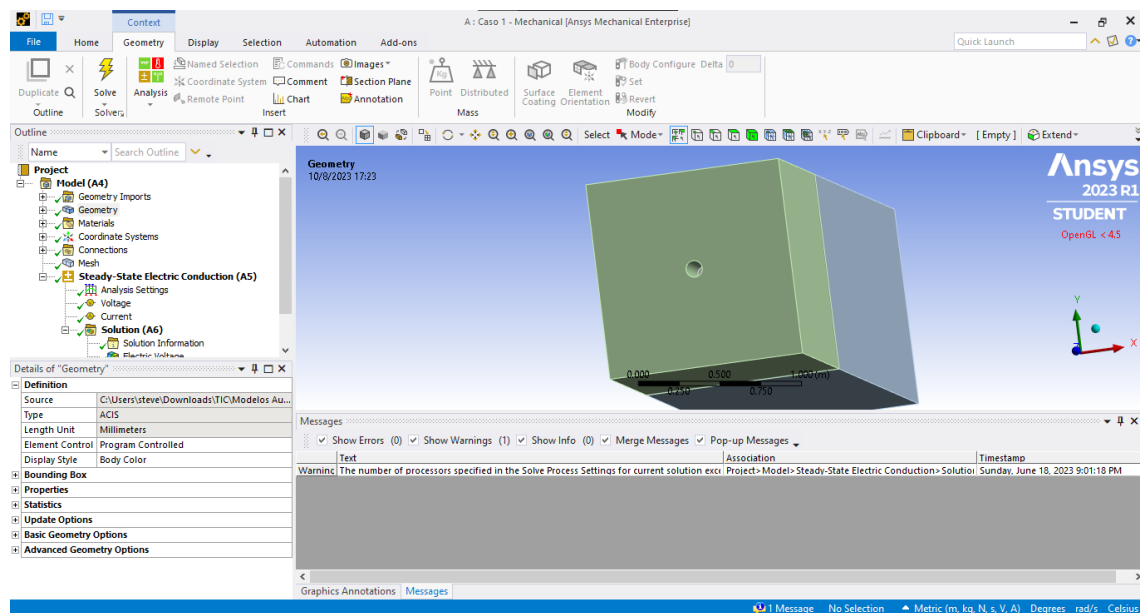 A : Caso 1 - Mechanical [Ansys Mechanical Enterprise]
Context
File Home Geometry Display Selection Automation Add-ons
Quick Launch
Duplicate
Outline
Solve
Solvers
Analysis
Named Selection
Coordinate System
Remote Point
Commands
Comment
Chart
Images
Section Plane
Annotation
Insert
Kg
Point Distributed
Mass
Surface Coating
Element Orientation
Body Configure Delta 0
Set
Revert
Modify
Outline
Name Search Outline
Project
Model (A4)
Geometry Imports
Geometry
Materials
Coordinate Systems
Connections
Mesh
Steady-State Electric Conduction (A5)
Analysis Settings
Voltage
Current
Solution (A6)
Solution Information
Electric Voltage
Select Mode Clipboard [ Empty ] Extend
Geometry
10/8/2023 17:23
Ansys
2023 R1
STUDENT
OpenGL < 4.5
Y
X
0.000 0.500 1.000 (m)
0.250 0.750
Details of "Geometry"
Definition
Source C:\Users\steve\Downloads\TIC\Modelos Au...
Type ACIS
Length Unit Millimeters
Element Control Program Controlled
Display Style Body Color
Bounding Box
Properties
Statistics
Update Options
Basic Geometry Options
Advanced Geometry Options
Messages
Show Errors (0) Show Warnings (1) Show Info (0) Merge Messages Pop-up Messages
Text Association Timestamp
Warning The number of processors specified in the Solve Process Settings for current solution exce Project>Model>Steady-State Electric Conduction>Solution Sunday, June 18, 2023 9:01:18 PM
Graphics Annotations Messages
1 Message No Selection Metric (m, kg, N, s, V, A) Degrees rad/s Celsius